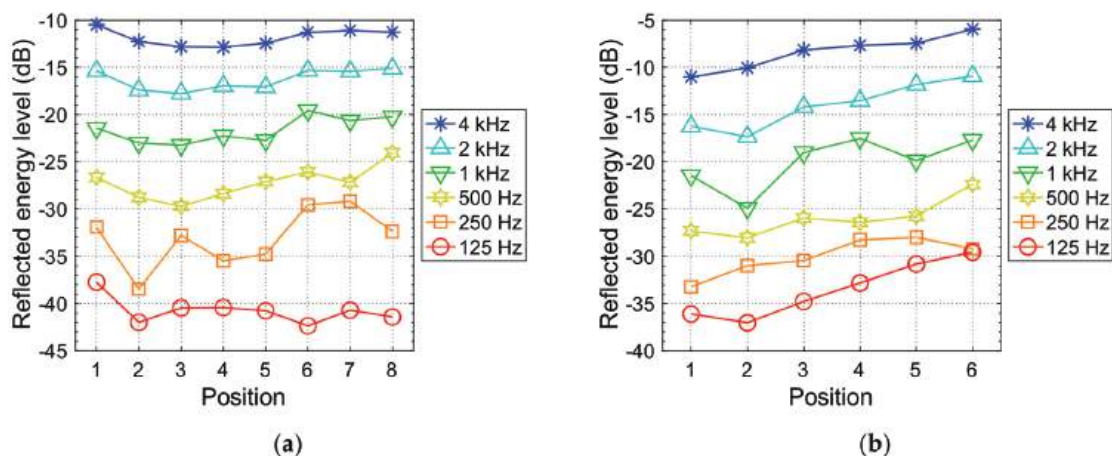 -10
-15
-20
-25
-30
-35
-40
-45
Reflected energy level (dB)
1 2 3 4 5 6 7 8
Position
4 kHz
2 kHz
1 kHz
500 Hz
250 Hz
125 Hz
(a)
-5
-10
-15
-20
-25
-30
-35
-40
Reflected energy level (dB)
1 2 3 4 5 6
Position
4 kHz
2 kHz
1 kHz
500 Hz
250 Hz
125 Hz
(b)